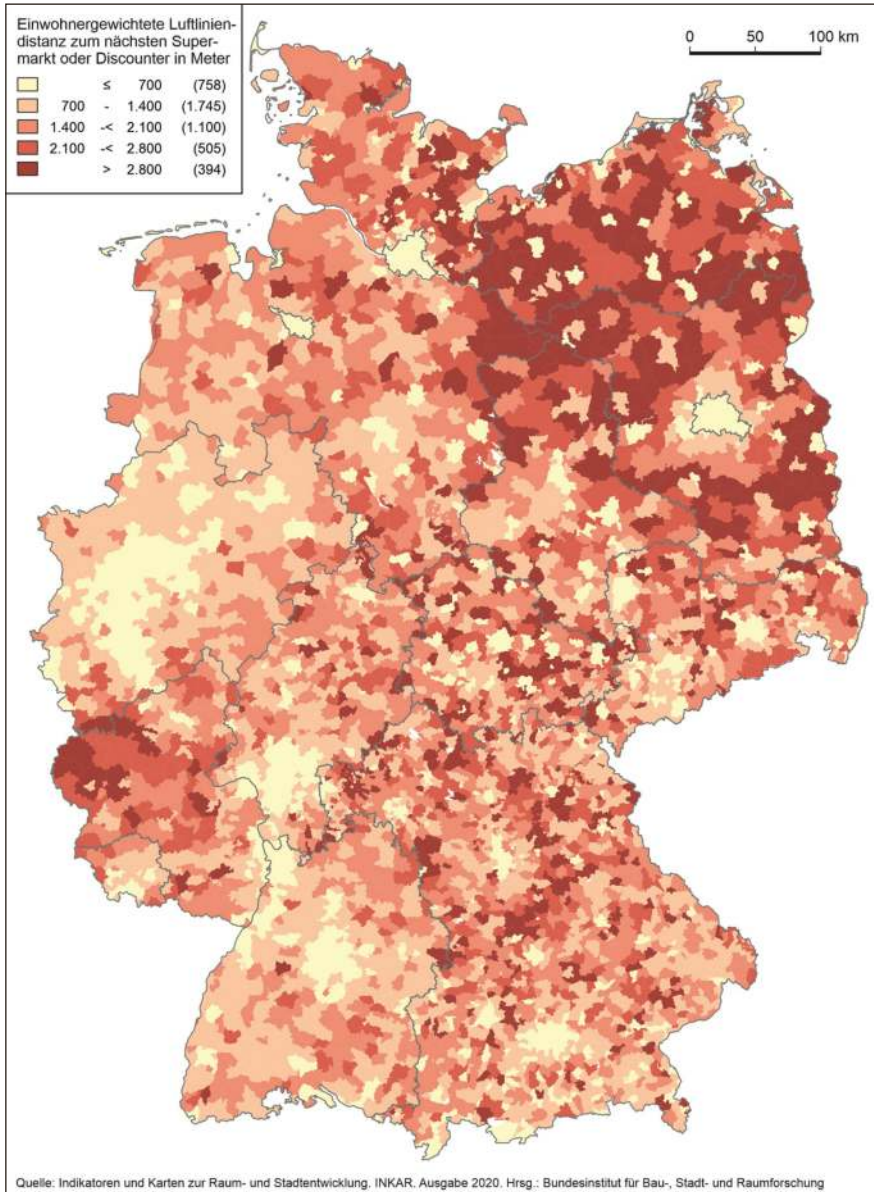 Einwohnergewichtete Luftlinien-
distanz zum nächsten Super-
markt oder Discounter in Meter
≤ 700 (758)
700 - 1.400 (1.745)
1.400 -< 2.100 (1.100)
2.100 -< 2.800 (505)
> 2.800 (394)
0 50 100 km
Quelle: Indikatoren und Karten zur Raum- und Stadtentwicklung. INKAR. Ausgabe 2020. Hrsg.: Bundesinstitut für Bau-, Stadt- und Raumforschung